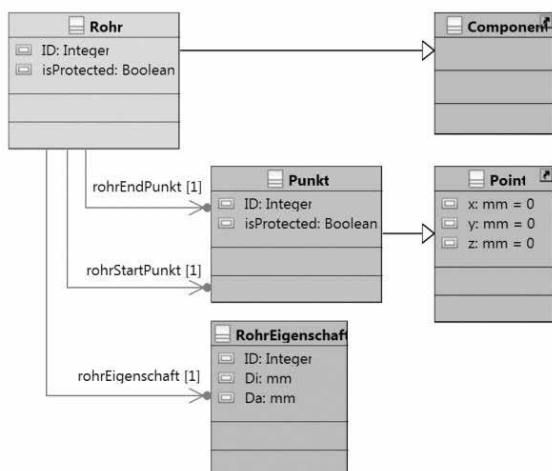 Rohr
ID: Integer
isProtected: Boolean
Component
rohrEndPunkt [1]
Punkt
ID: Integer
isProtected: Boolean
Point
x: mm = 0
y: mm = 0
z: mm = 0
rohrStartPunkt [1]
RohrEigenschaft
ID: Integer
Di: mm
Da: mm
rohrEigenschaft [1]